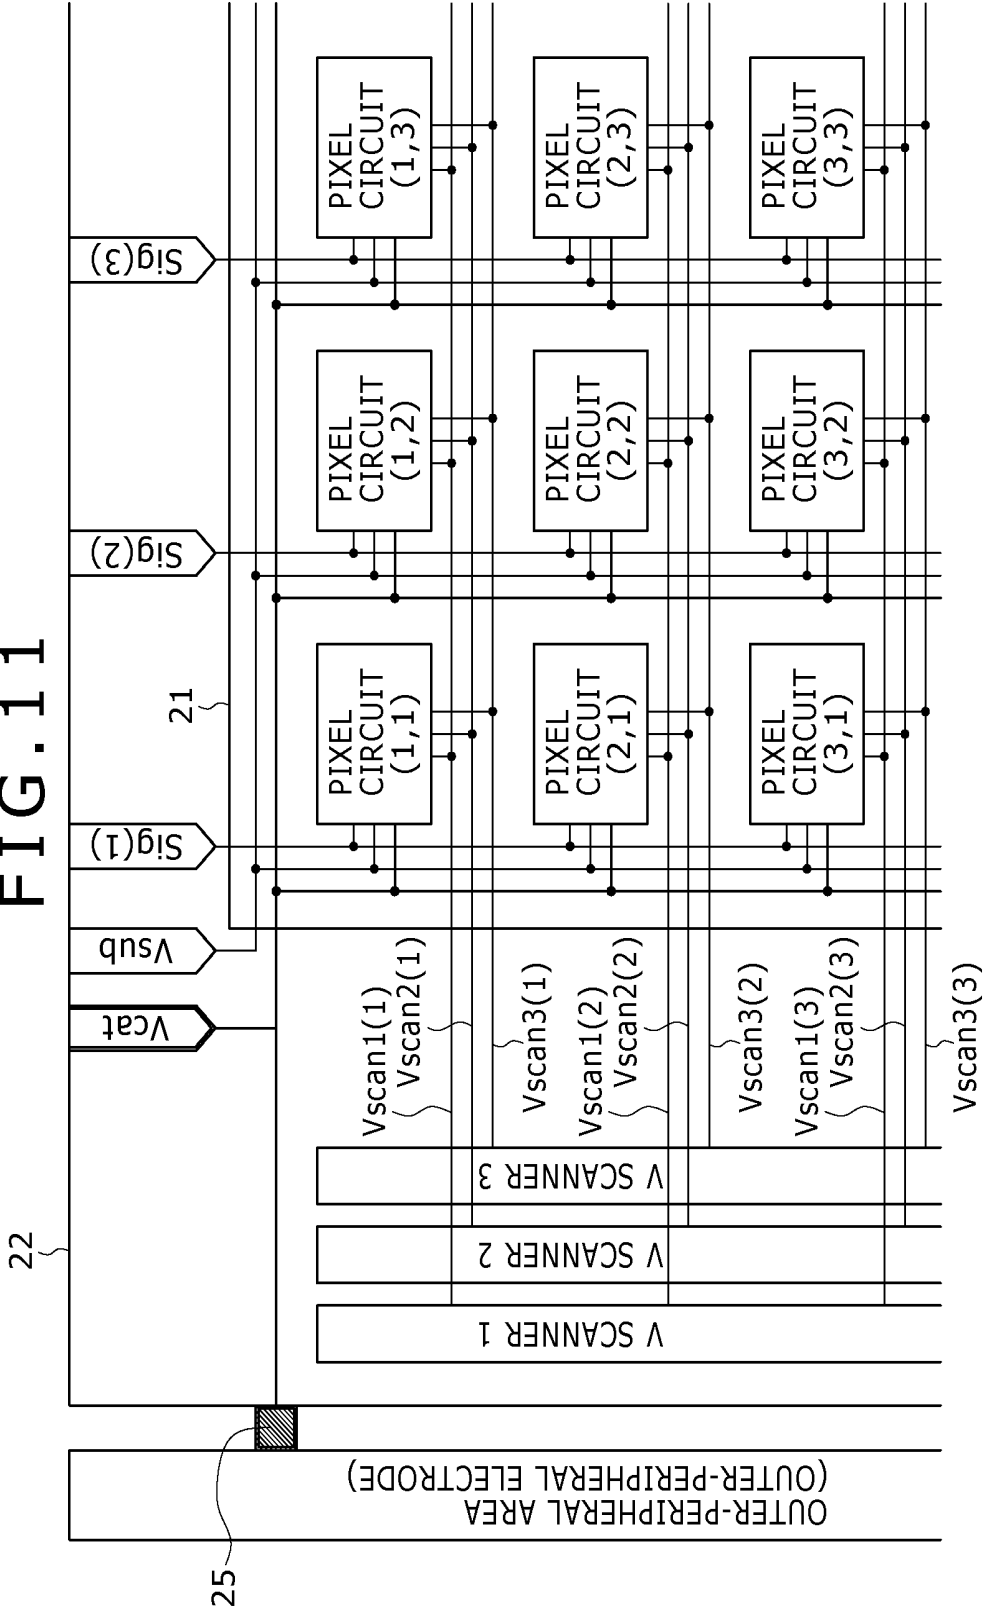 FIG.11
22
21
25
Vcat
Vsub
Sig(1)
Sig(2)
Sig(3)
PIXEL
CIRCUIT
(1,1)
PIXEL
CIRCUIT
(1,2)
PIXEL
CIRCUIT
(1,3)
PIXEL
CIRCUIT
(2,1)
PIXEL
CIRCUIT
(2,2)
PIXEL
CIRCUIT
(2,3)
PIXEL
CIRCUIT
(3,1)
PIXEL
CIRCUIT
(3,2)
PIXEL
CIRCUIT
(3,3)
Vscan1(1)
Vscan2(1)
Vscan3(1)
Vscan1(2)
Vscan2(2)
Vscan3(2)
Vscan1(3)
Vscan2(3)
Vscan3(3)
V SCANNER 3
V SCANNER 2
V SCANNER 1
OUTER-PERIPHERAL AREA
(OUTER-PERIPHERAL ELECTRODE)